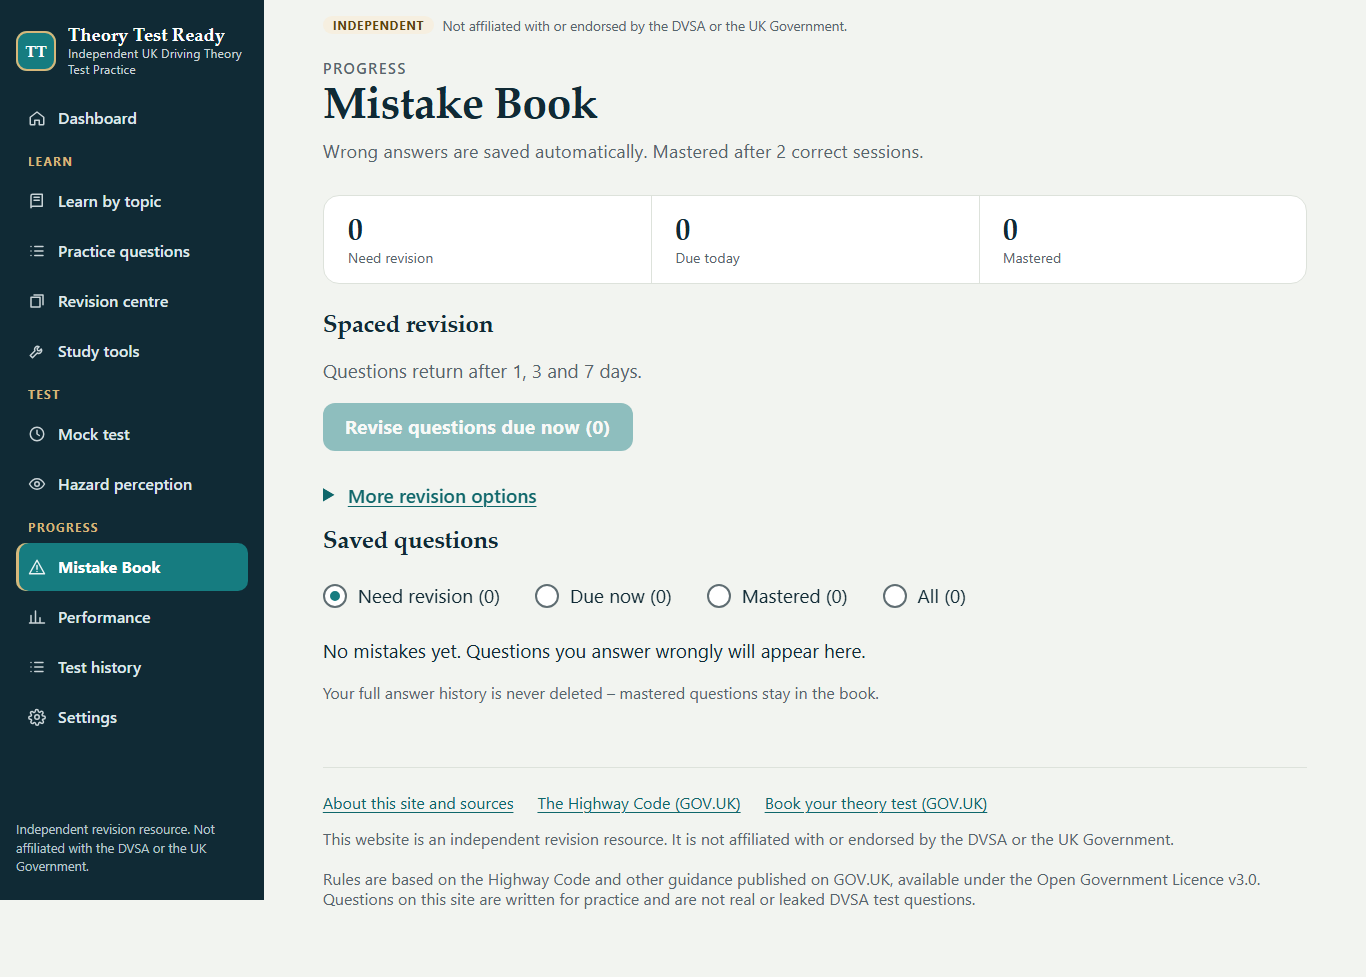 TT
Theory Test Ready
Independent UK Driving Theory
Test Practice
Dashboard
LEARN
Learn by topic
Practice questions
Revision centre
Study tools
TEST
Mock test
Hazard perception
PROGRESS
Mistake Book
Performance
Test history
Settings
Independent revision resource. Not
affiliated with the DVSA or the UK
Government.
INDEPENDENT Not affiliated with or endorsed by the DVSA or the UK Government.
PROGRESS
Mistake Book
Wrong answers are saved automatically. Mastered after 2 correct sessions.
0
Need revision
0
Due today
0
Mastered
Spaced revision
Questions return after 1, 3 and 7 days.
Revise questions due now (0)
More revision options
Saved questions
Need revision (0) Due now (0) Mastered (0) All (0)
No mistakes yet. Questions you answer wrongly will appear here.
Your full answer history is never deleted – mastered questions stay in the book.
About this site and sources The Highway Code (GOV.UK) Book your theory test (GOV.UK)
This website is an independent revision resource. It is not affiliated with or endorsed by the DVSA or the UK Government.
Rules are based on the Highway Code and other guidance published on GOV.UK, available under the Open Government Licence v3.0.
Questions on this site are written for practice and are not real or leaked DVSA test questions.